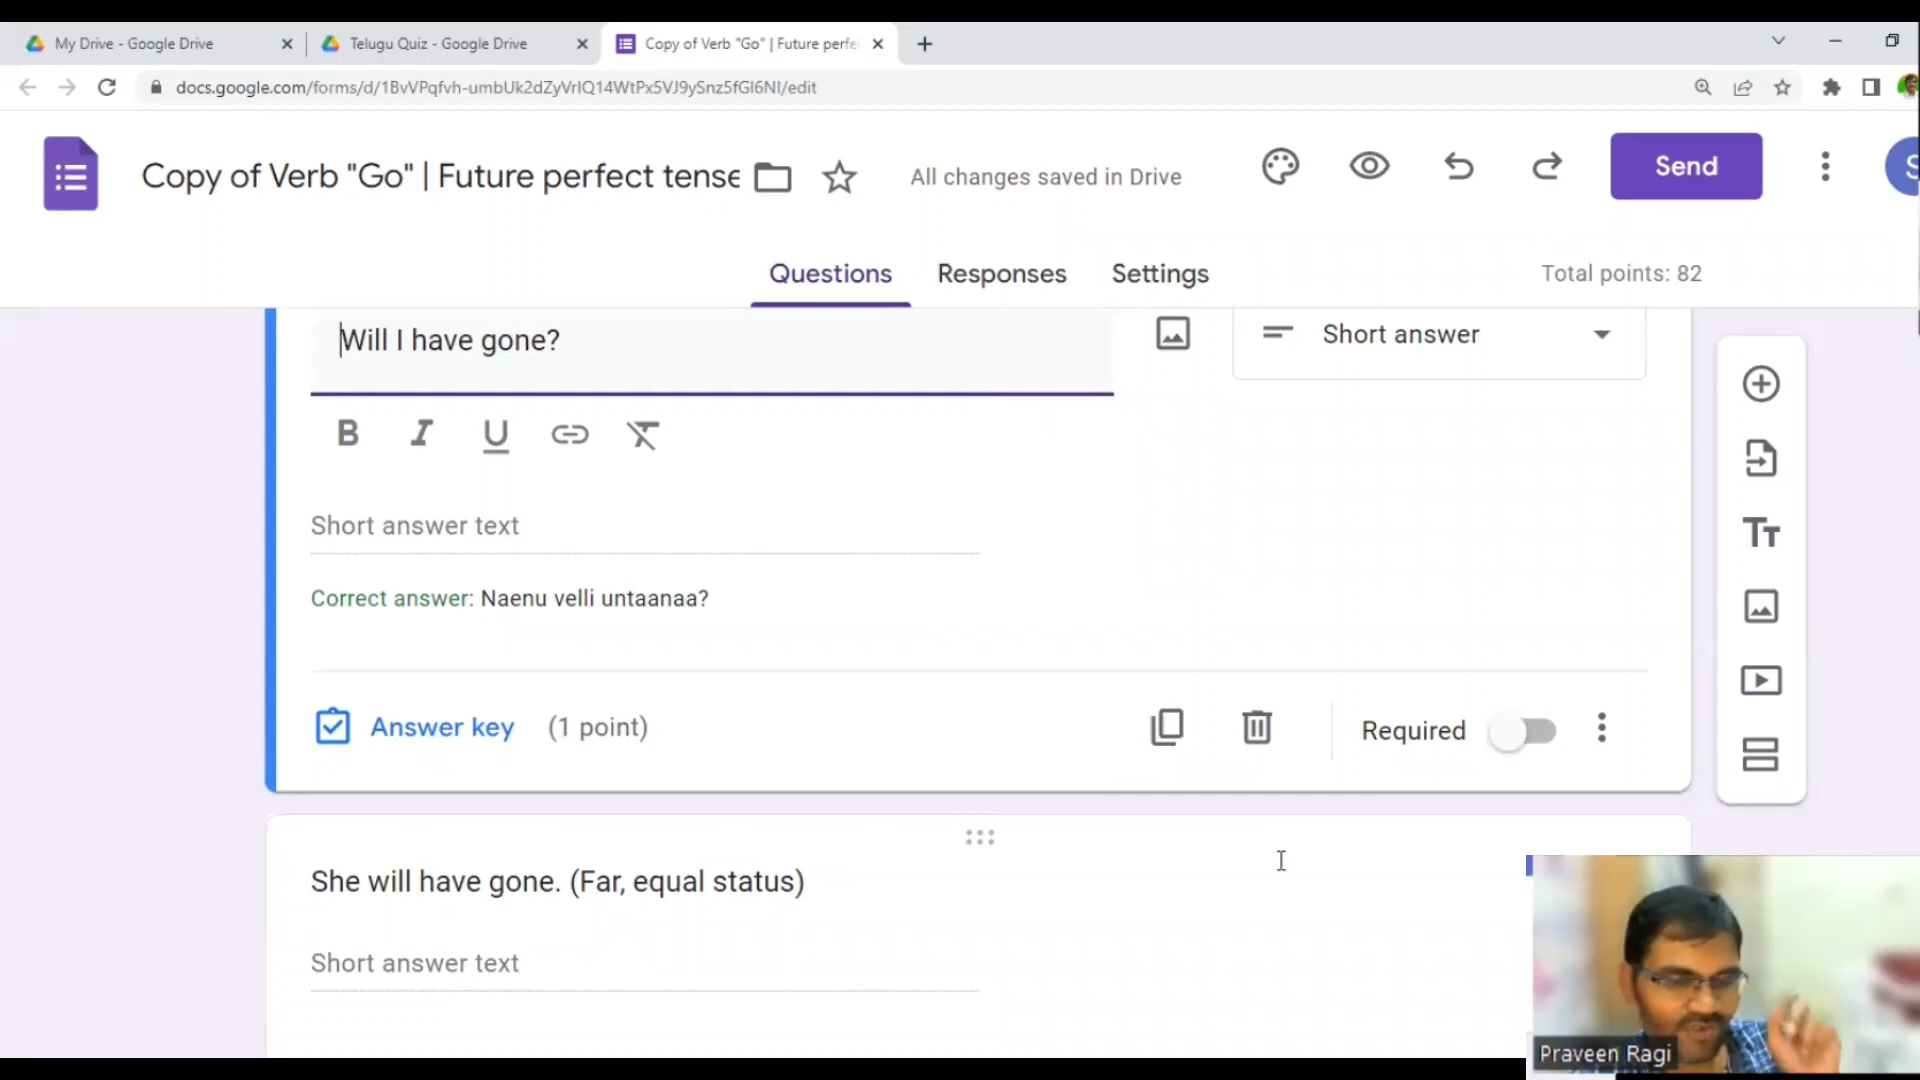 My Drive - Google Drive
Telugu Quiz - Google Drive
Copy of Verb "Go" | Future perfe
docs.google.com/forms/d/1BvVPqfvh-umbUk2dZyVrIQ14WtPx5VJ9ySnz5fGI6NI/edit
Copy of Verb "Go" | Future perfect tense
All changes saved in Drive
Send
S
Questions
Responses
Settings
Total points: 82
Will I have gone?
Short answer
B I U
Short answer text
Correct answer: Naenu velli untaanaa?
Answer key (1 point)
Required
Tт
She will have gone. (Far, equal status)
Short answer text
Praveen Ragi